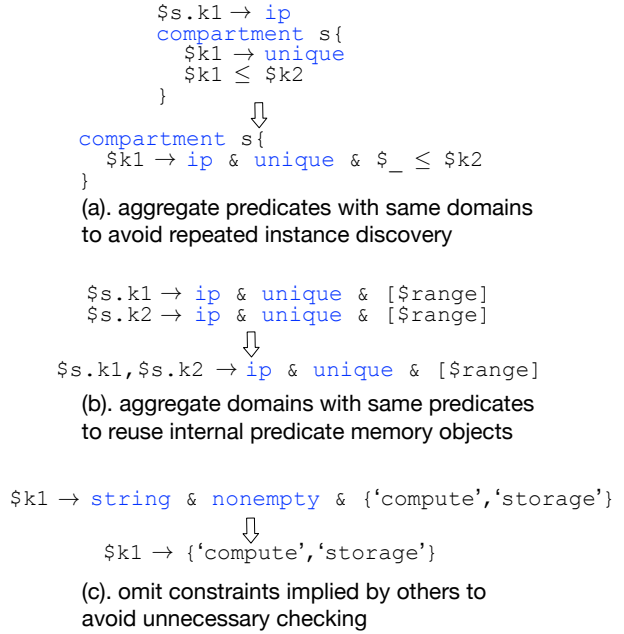 $s.k1 → ip
compartment s{
$k1 → unique
$k1 ≤ $k2
}
compartment s{
$k1 → ip & unique & $_ ≤ $k2
}
(a). aggregate predicates with same domains
to avoid repeated instance discovery
$s.k1 → ip & unique & [$range]
$s.k2 → ip & unique & [$range]
$s.k1,$s.k2 → ip & unique & [$range]
(b). aggregate domains with same predicates
to reuse internal predicate memory objects
$k1 → string & nonempty & {‘compute’,‘storage’}
$k1 → {‘compute’,‘storage’}
(c). omit constraints implied by others to
avoid unnecessary checking